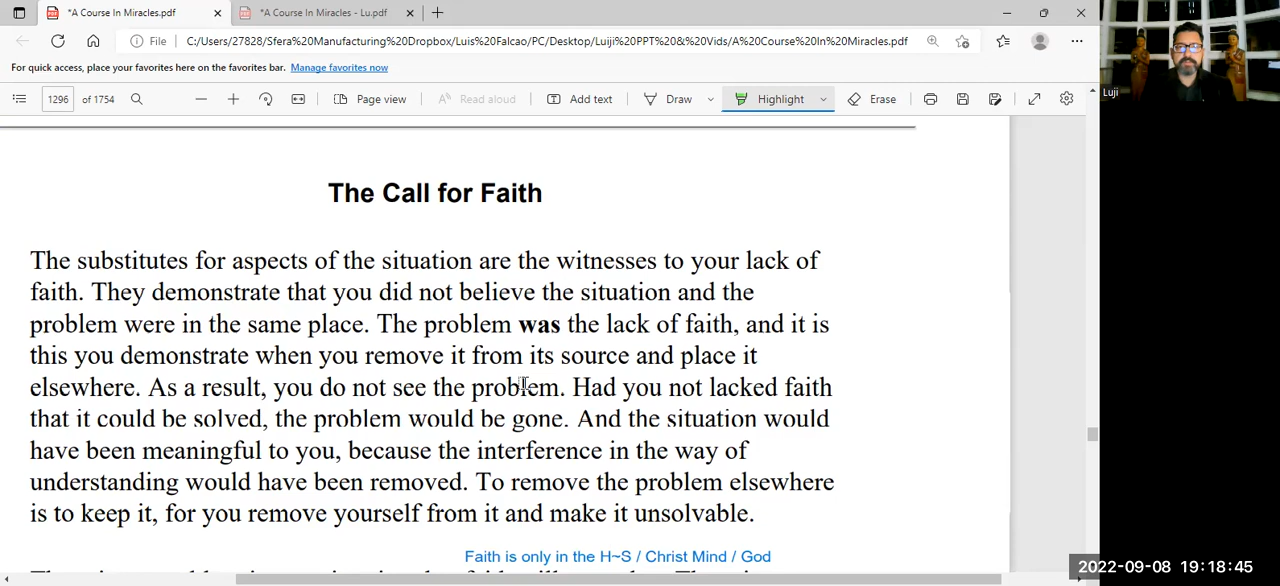 *A Course In Miracles.pdf
*A Course In Miracles - Lu.pdf
File
C:/Users/27828/Sfera%20Manufacturing%20Dropbox/Luis%20Falcao/PC/Desktop/Luiji%20PPT%20&%20Vids/A%20Course%20In%20Miracles.pdf
For quick access, place your favorites here on the favorites bar. Manage favorites now
1296 of 1754
Page view
Read aloud
Add text
Draw
Highlight
Erase
Luji
The Call for Faith
The substitutes for aspects of the situation are the witnesses to your lack of
faith. They demonstrate that you did not believe the situation and the
problem were in the same place. The problem was the lack of faith, and it is
this you demonstrate when you remove it from its source and place it
elsewhere. As a result, you do not see the problem. Had you not lacked faith
that it could be solved, the problem would be gone. And the situation would
have been meaningful to you, because the interference in the way of
understanding would have been removed. To remove the problem elsewhere
is to keep it, for you remove yourself from it and make it unsolvable.
Faith is only in the H~S / Christ Mind / God
2022-09-08 19:18:45